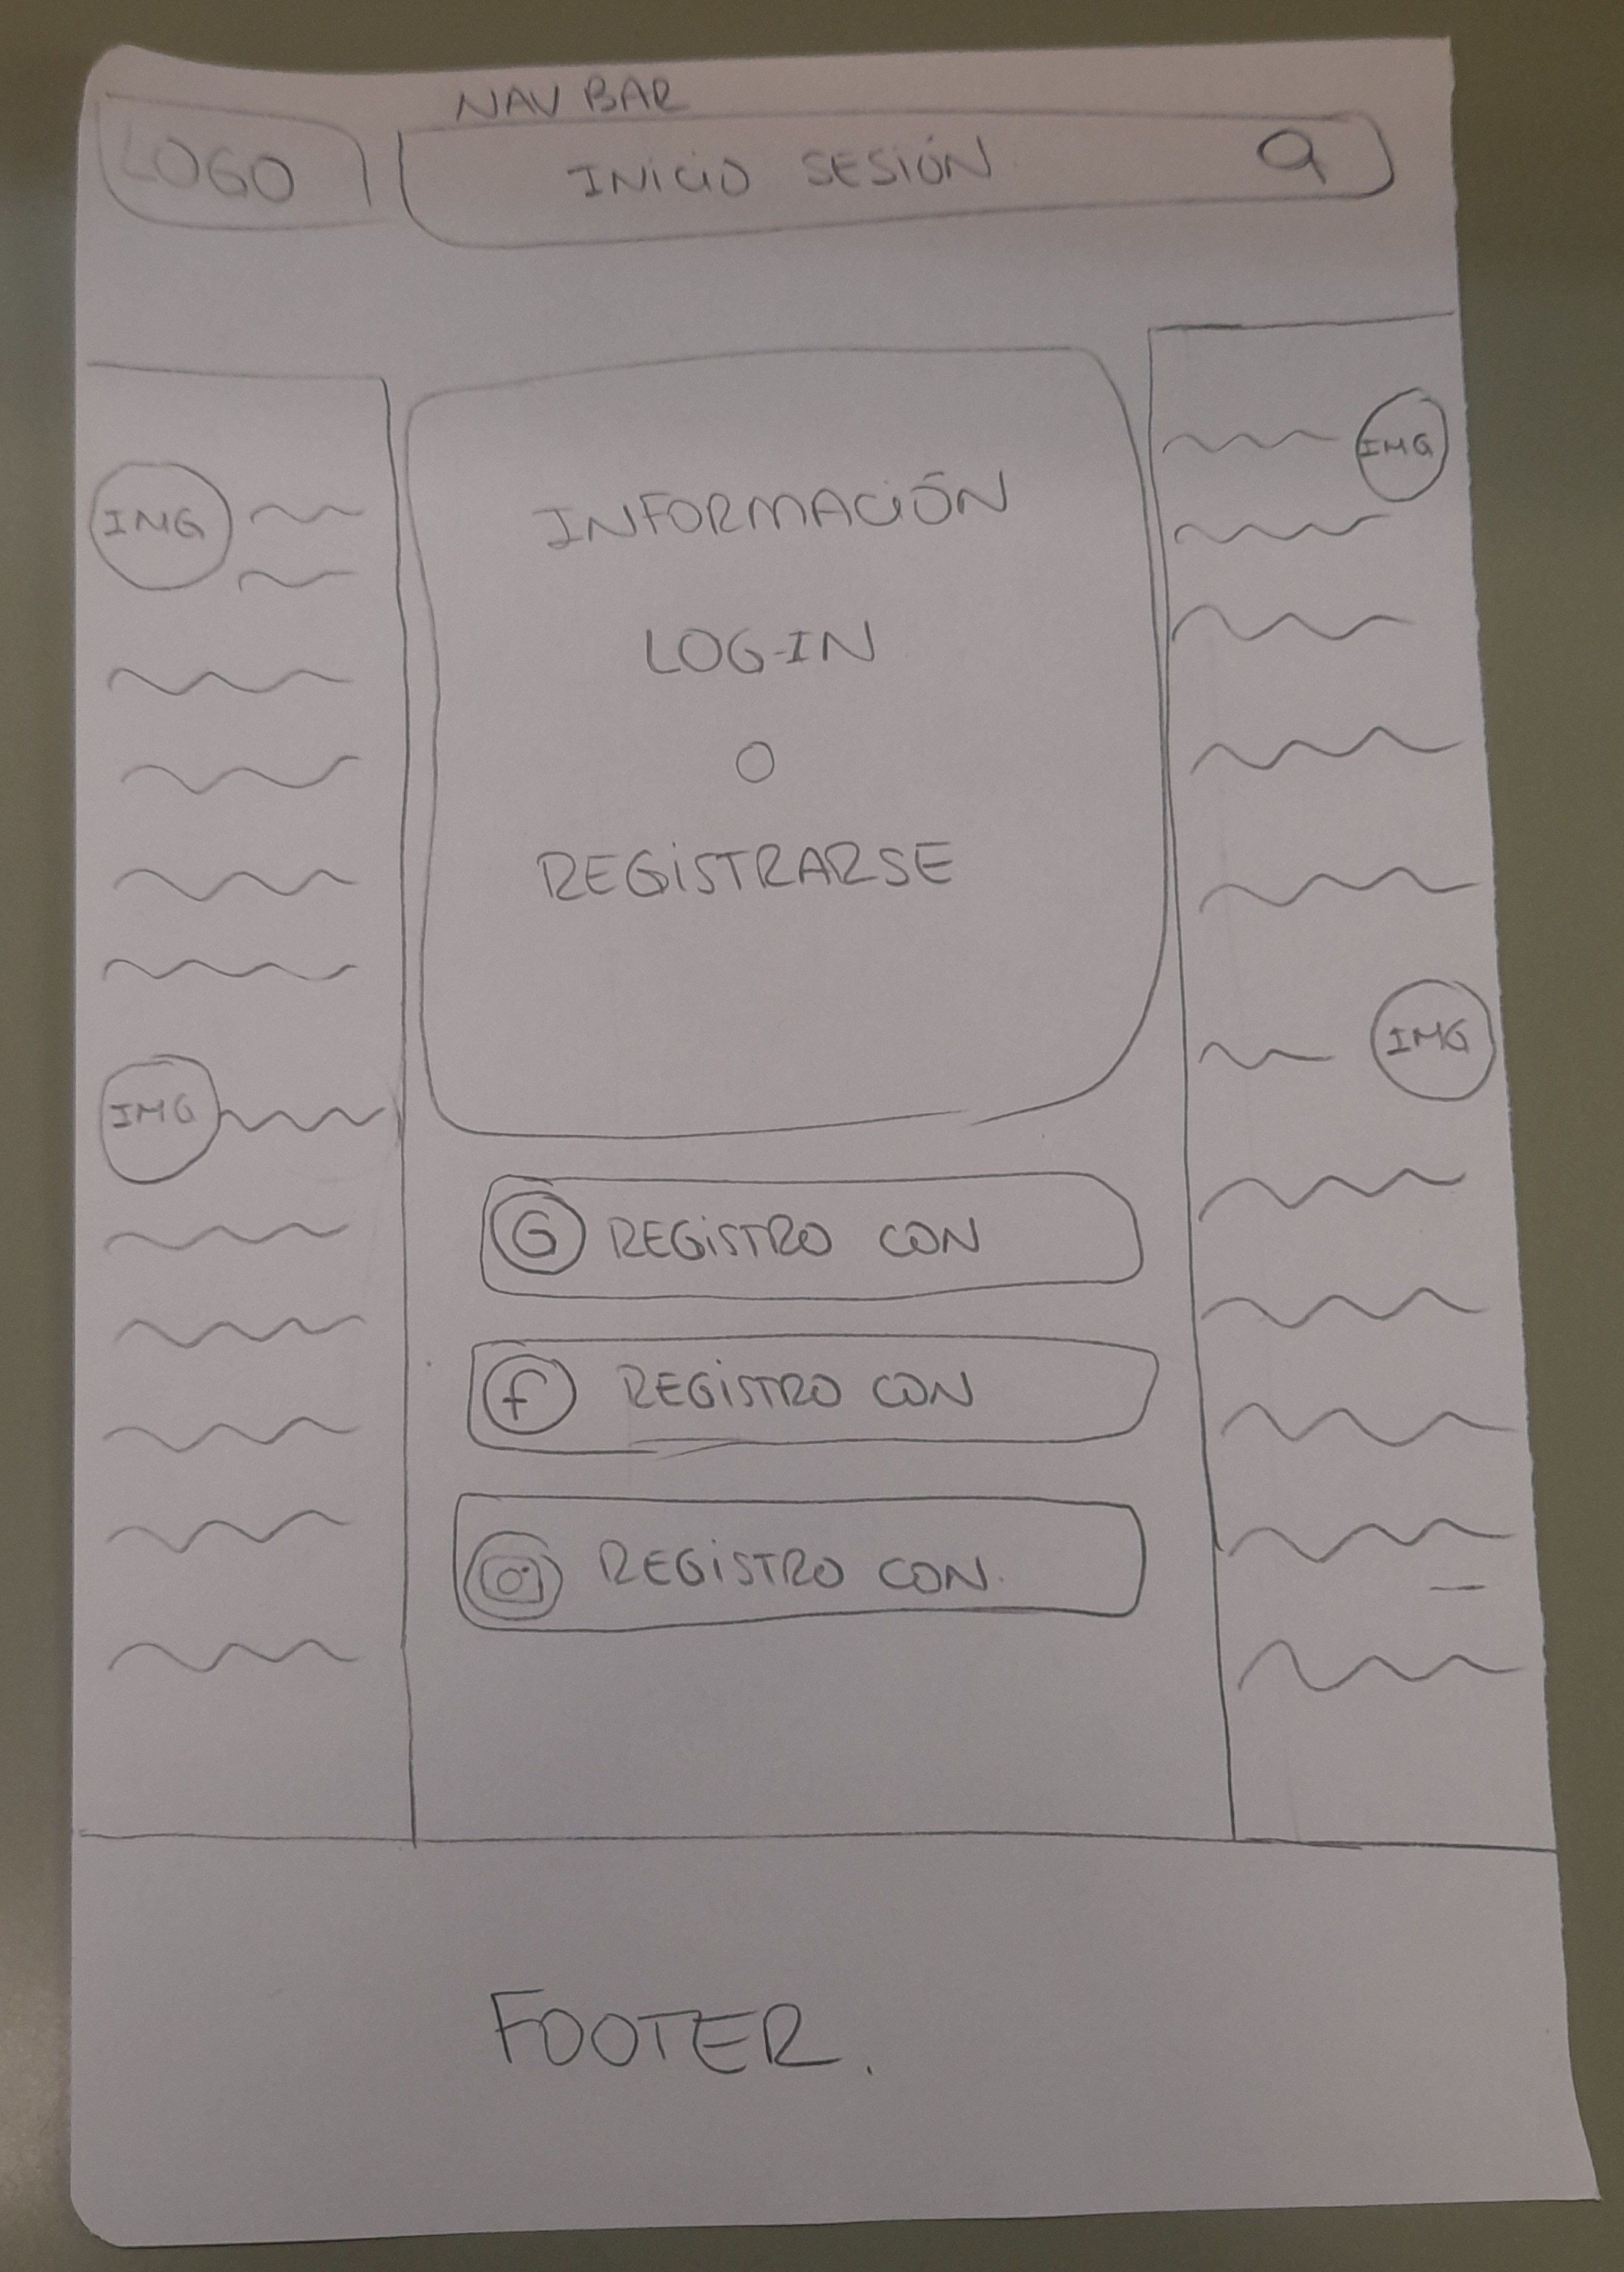 NAV BAR
LOGO
INICIO SESIÓN
INFORMACIÓN
LOG-IN
O
REGISTRARSE
IMG
IMG
IMG
IMG
G REGISTRO CON
f REGISTRO CON
REGISTRO CON.
FOOTER.